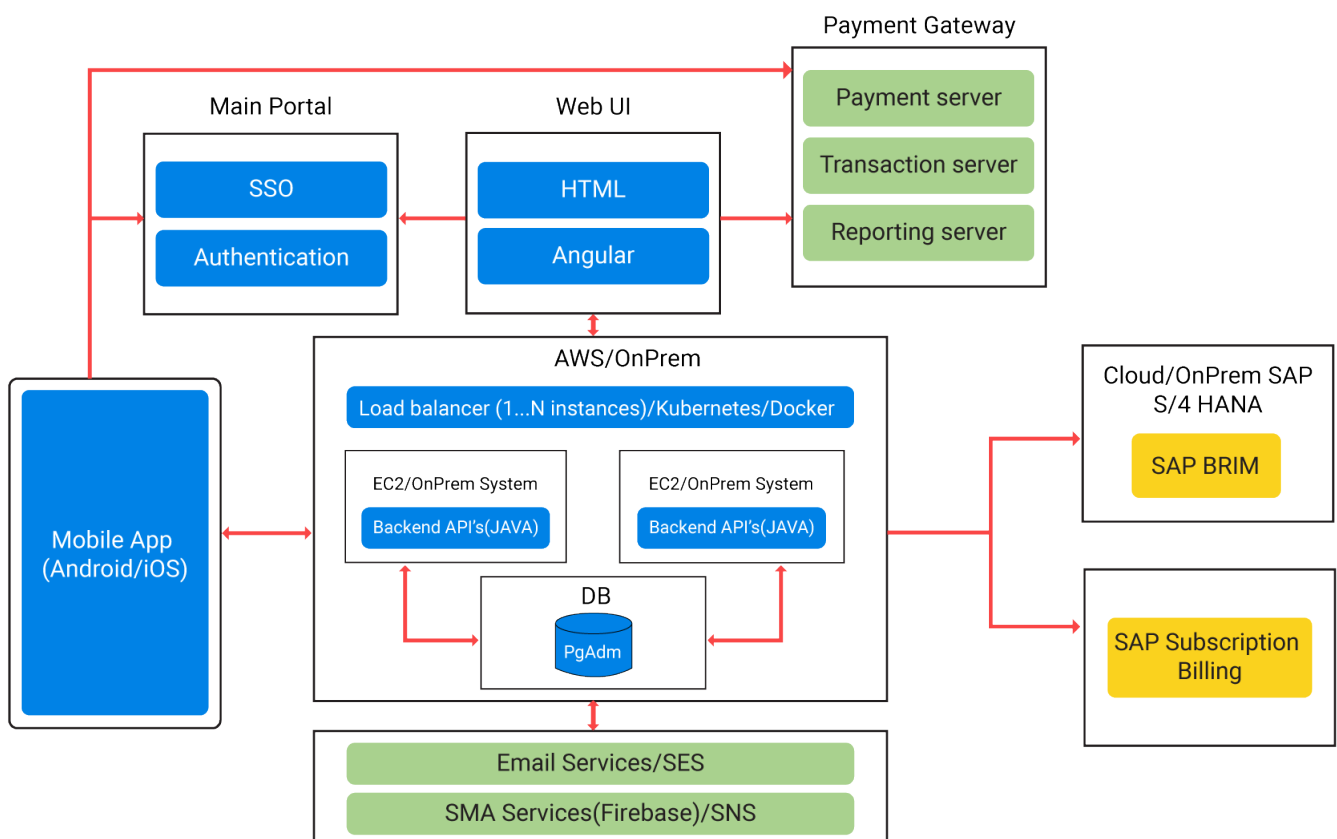 Payment Gateway
Payment server
Transaction server
Reporting server
Main Portal
SSO
Authentication
Web UI
HTML
Angular
AWS/OnPrem
Load balancer (1...N instances)/Kubernetes/Docker
EC2/OnPrem System
Backend API's(JAVA)
EC2/OnPrem System
Backend API's(JAVA)
DB
PgAdm
Mobile App
(Android/iOS)
Cloud/OnPrem SAP
S/4 HANA
SAP BRIM
SAP Subscription
Billing
Email Services/SES
SMA Services(Firebase)/SNS